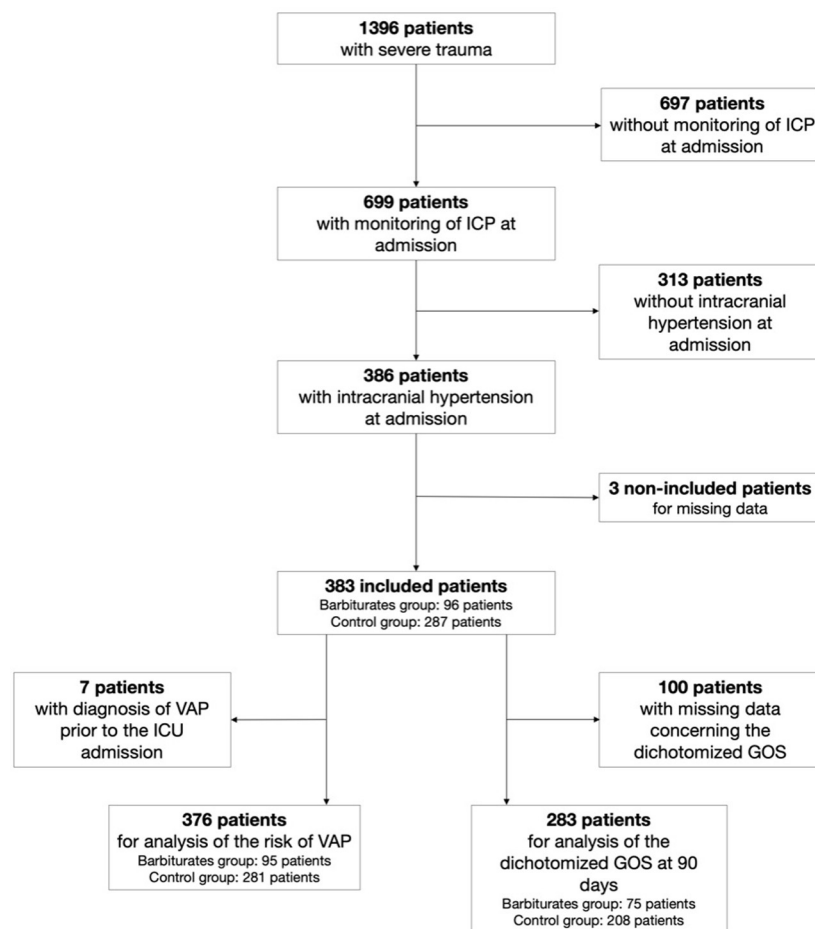 1396 patients
with severe trauma
697 patients
without monitoring of ICP
at admission
699 patients
with monitoring of ICP at
admission
313 patients
without intracranial
hypertension at
admission
386 patients
with intracranial hypertension
at admission
3 non-included patients
for missing data
383 included patients
Barbiturates group: 96 patients
Control group: 287 patients
7 patients
with diagnosis of VAP
prior to the ICU
admission
100 patients
with missing data
concerning the
dichotomized GOS
376 patients
for analysis of the risk of VAP
Barbiturates group: 95 patients
Control group: 281 patients
283 patients
for analysis of the
dichotomized GOS at 90
days
Barbiturates group: 75 patients
Control group: 208 patients